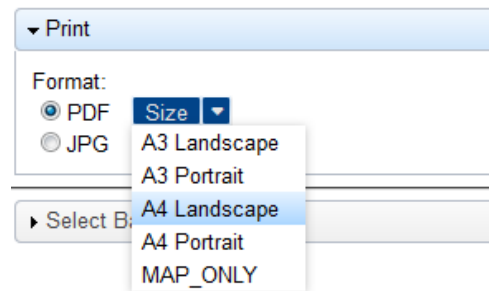 Print
Format:
PDF Size
JPG
A3 Landscape
A3 Portrait
A4 Landscape
Select B
A4 Portrait
MAP_ONLY